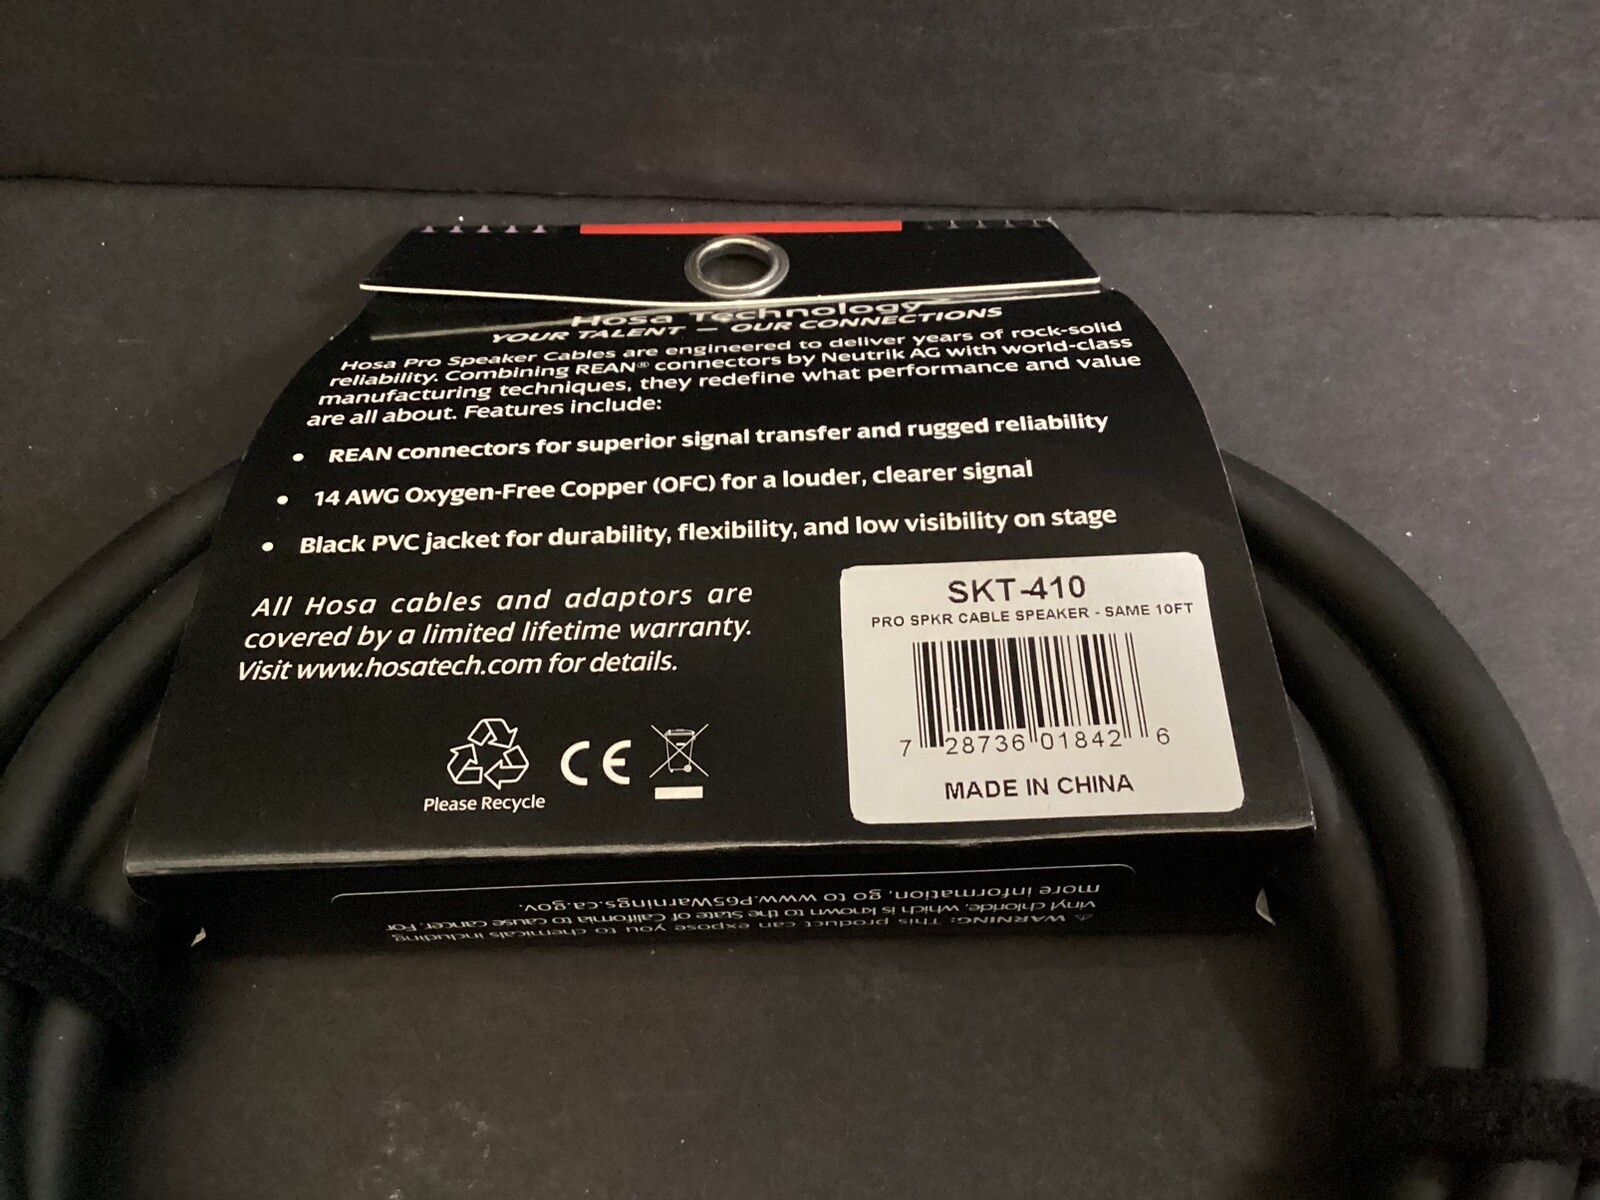 Hosa Technology
YOUR TALENT — OUR CONNECTIONS
Hosa Pro Speaker Cables are engineered to deliver years of rock-solid
reliability. Combining REAN® connectors by Neutrik AG with world-class
manufacturing techniques, they redefine what performance and value
are all about. Features include:
• REAN connectors for superior signal transfer and rugged reliability
• 14 AWG Oxygen-Free Copper (OFC) for a louder, clearer signal
• Black PVC jacket for durability, flexibility, and low visibility on stage
All Hosa cables and adaptors are
covered by a limited lifetime warranty.
Visit www.hosatech.com for details.
Please Recycle
CE
SKT-410
PRO SPKR CABLE SPEAKER - SAME 10FT
7 28736 01842 6
MADE IN CHINA
⚠ WARNING: This product can expose you to chemicals including
vinyl chloride, which is known to the State of California to cause cancer. For
more information, go to www.P65Warnings.ca.gov.